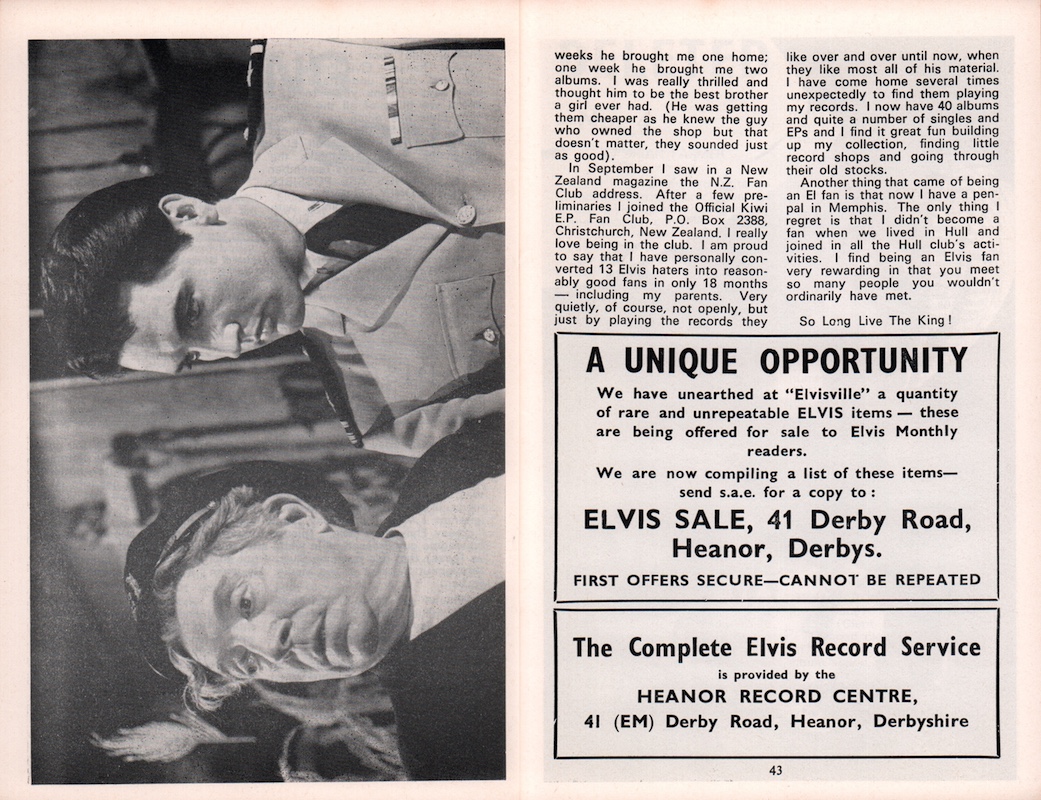 weeks he brought me one home;
one week he brought me two
albums. I was really thrilled and
thought him to be the best brother
a girl ever had. (He was getting
them cheaper as he knew the guy
who owned the shop but that
doesn't matter, they sounded just
as good).
In September I saw in a New
Zealand magazine the N.Z. Fan
Club address. After a few pre-
liminaries I joined the Official Kiwi
E.P. Fan Club, P.O. Box 2388,
Christchurch, New Zealand. I really
love being in the club. I am proud
to say that I have personally con-
verted 13 Elvis haters into reason-
ably good fans in only 18 months
— including my parents. Very
quietly, of course, not openly, but
just by playing the records they
like over and over until now, when
they like most all of his material.
I have come home several times
unexpectedly to find them playing
my records. I now have 40 albums
and quite a number of singles and
EPs and I find it great fun building
up my collection, finding little
record shops and going through
their old stocks.
Another thing that came of being
an El fan is that now I have a pen-
pal in Memphis. The only thing I
regret is that I didn't become a
fan when we lived in Hull and
joined in all the Hull club's acti-
vities. I find being an Elvis fan
very rewarding in that you meet
so many people you wouldn't
ordinarily have met.
So Long Live The King!
A UNIQUE OPPORTUNITY
We have unearthed at "Elvisville" a quantity
of rare and unrepeatable ELVIS items — these
are being offered for sale to Elvis Monthly
readers.
We are now compiling a list of these items—
send s.a.e. for a copy to:
ELVIS SALE, 41 Derby Road,
Heanor, Derbys.
FIRST OFFERS SECURE—CANNOT BE REPEATED
The Complete Elvis Record Service
is provided by the
HEANOR RECORD CENTRE,
41 (EM) Derby Road, Heanor, Derbyshire
43